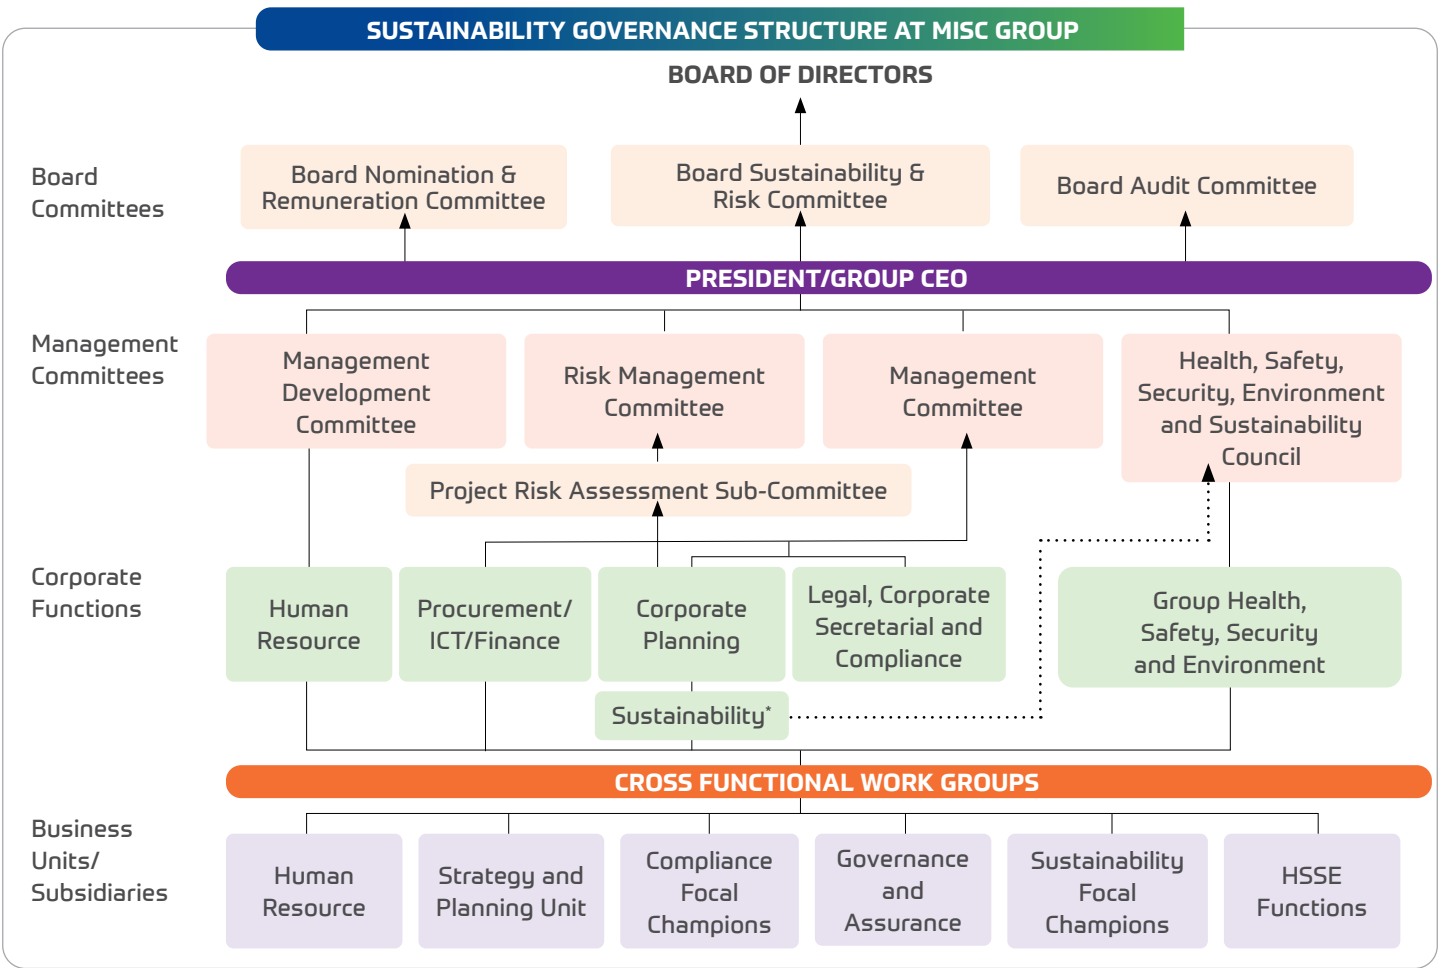 SUSTAINABILITY GOVERNANCE STRUCTURE AT MISC GROUP
BOARD OF DIRECTORS
Board
Committees
Board Nomination &
Remuneration Committee
Board Sustainability &
Risk Committee
Board Audit Committee
PRESIDENT/GROUP CEO
Management
Committees
Management
Development
Committee
Risk Management
Committee
Management
Committee
Health, Safety,
Security, Environment
and Sustainability
Council
Project Risk Assessment Sub-Committee
Corporate
Functions
Human
Resource
Procurement/
ICT/Finance
Corporate
Planning
Legal, Corporate
Secretarial and
Compliance
Group Health,
Safety, Security
and Environment
Sustainability*
CROSS FUNCTIONAL WORK GROUPS
Business
Units/
Subsidiaries
Human
Resource
Strategy and
Planning Unit
Compliance
Focal
Champions
Governance
and
Assurance
Sustainability
Focal
Champions
HSSE
Functions